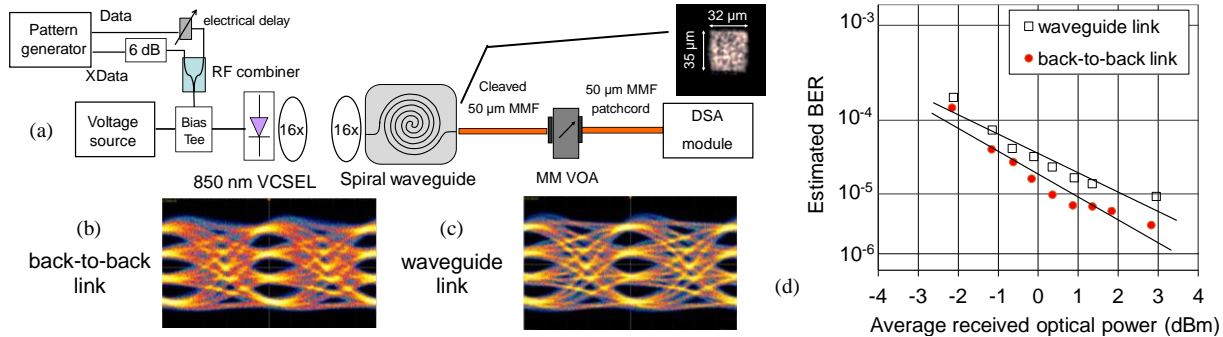 Data
electrical delay
Pattern
generator
6 dB
XData
RF combiner
(a)
Voltage
source
Bias
Tee
16x
850 nm VCSEL
16x
Spiral waveguide
Cleaved
50 µm MMF
MM VOA
50 µm MMF
patchcord
DSA
module
32 µm
35 µm
(b)
back-to-back
link
(c)
waveguide
link
(d)
Estimated BER
10-3
10-4
10-5
10-6
waveguide link
back-to-back link
-4 -3 -2 -1 0 1 2 3 4
Average received optical power (dBm)